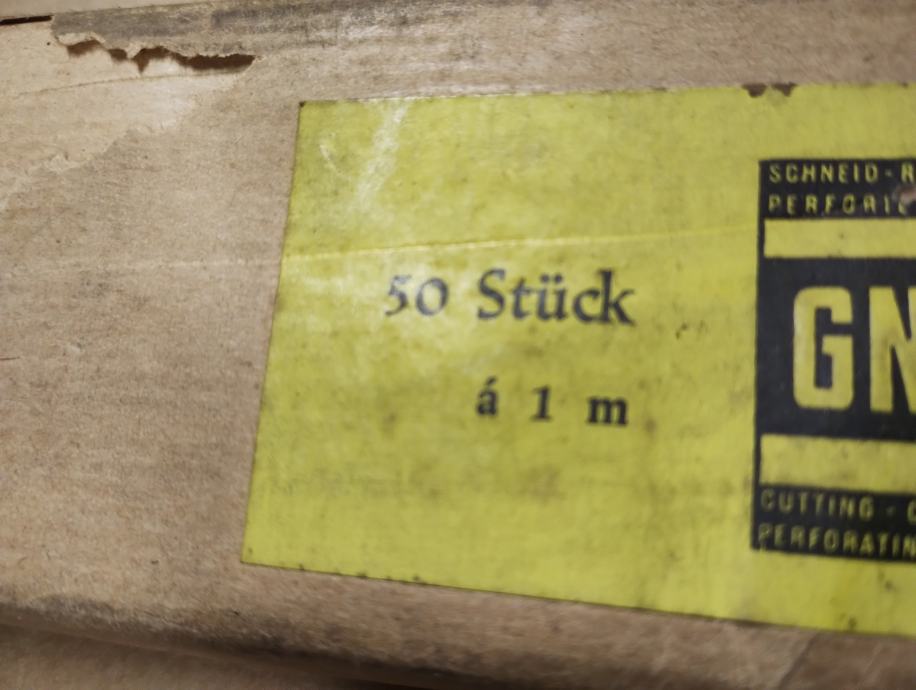 50 Stück
á 1 m
SCHNEID-R
PERFORI
GN
CUTTING - C
PERFORATIN